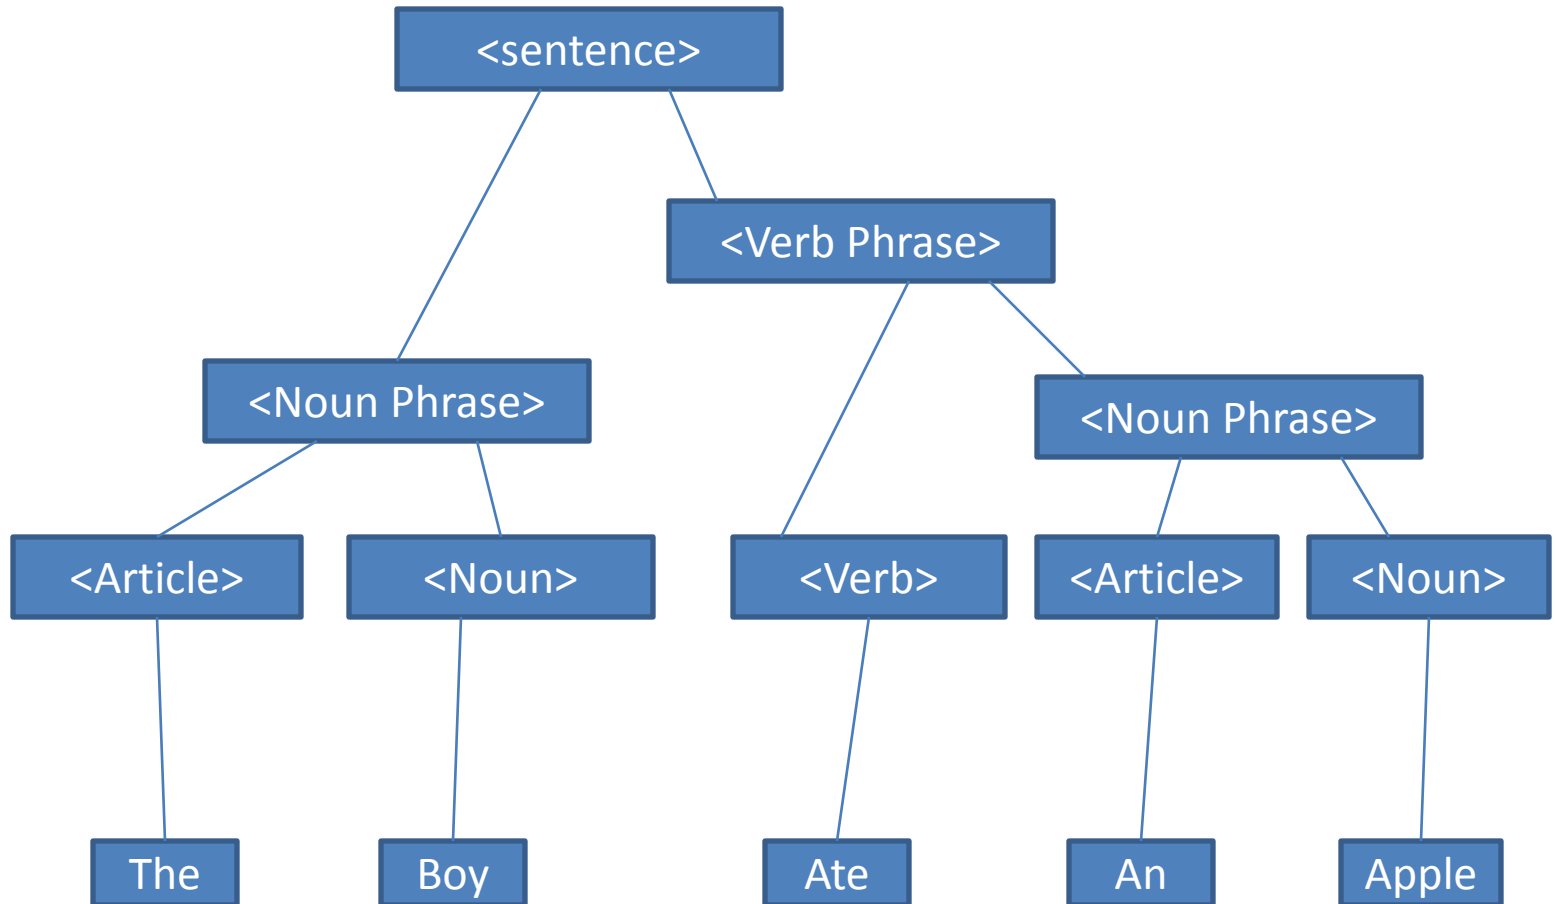 <sentence>
<Verb Phrase>
<Noun Phrase>
<Noun Phrase>
<Article>
<Noun>
<Verb>
<Article>
<Noun>
The
Boy
Ate
An
Apple